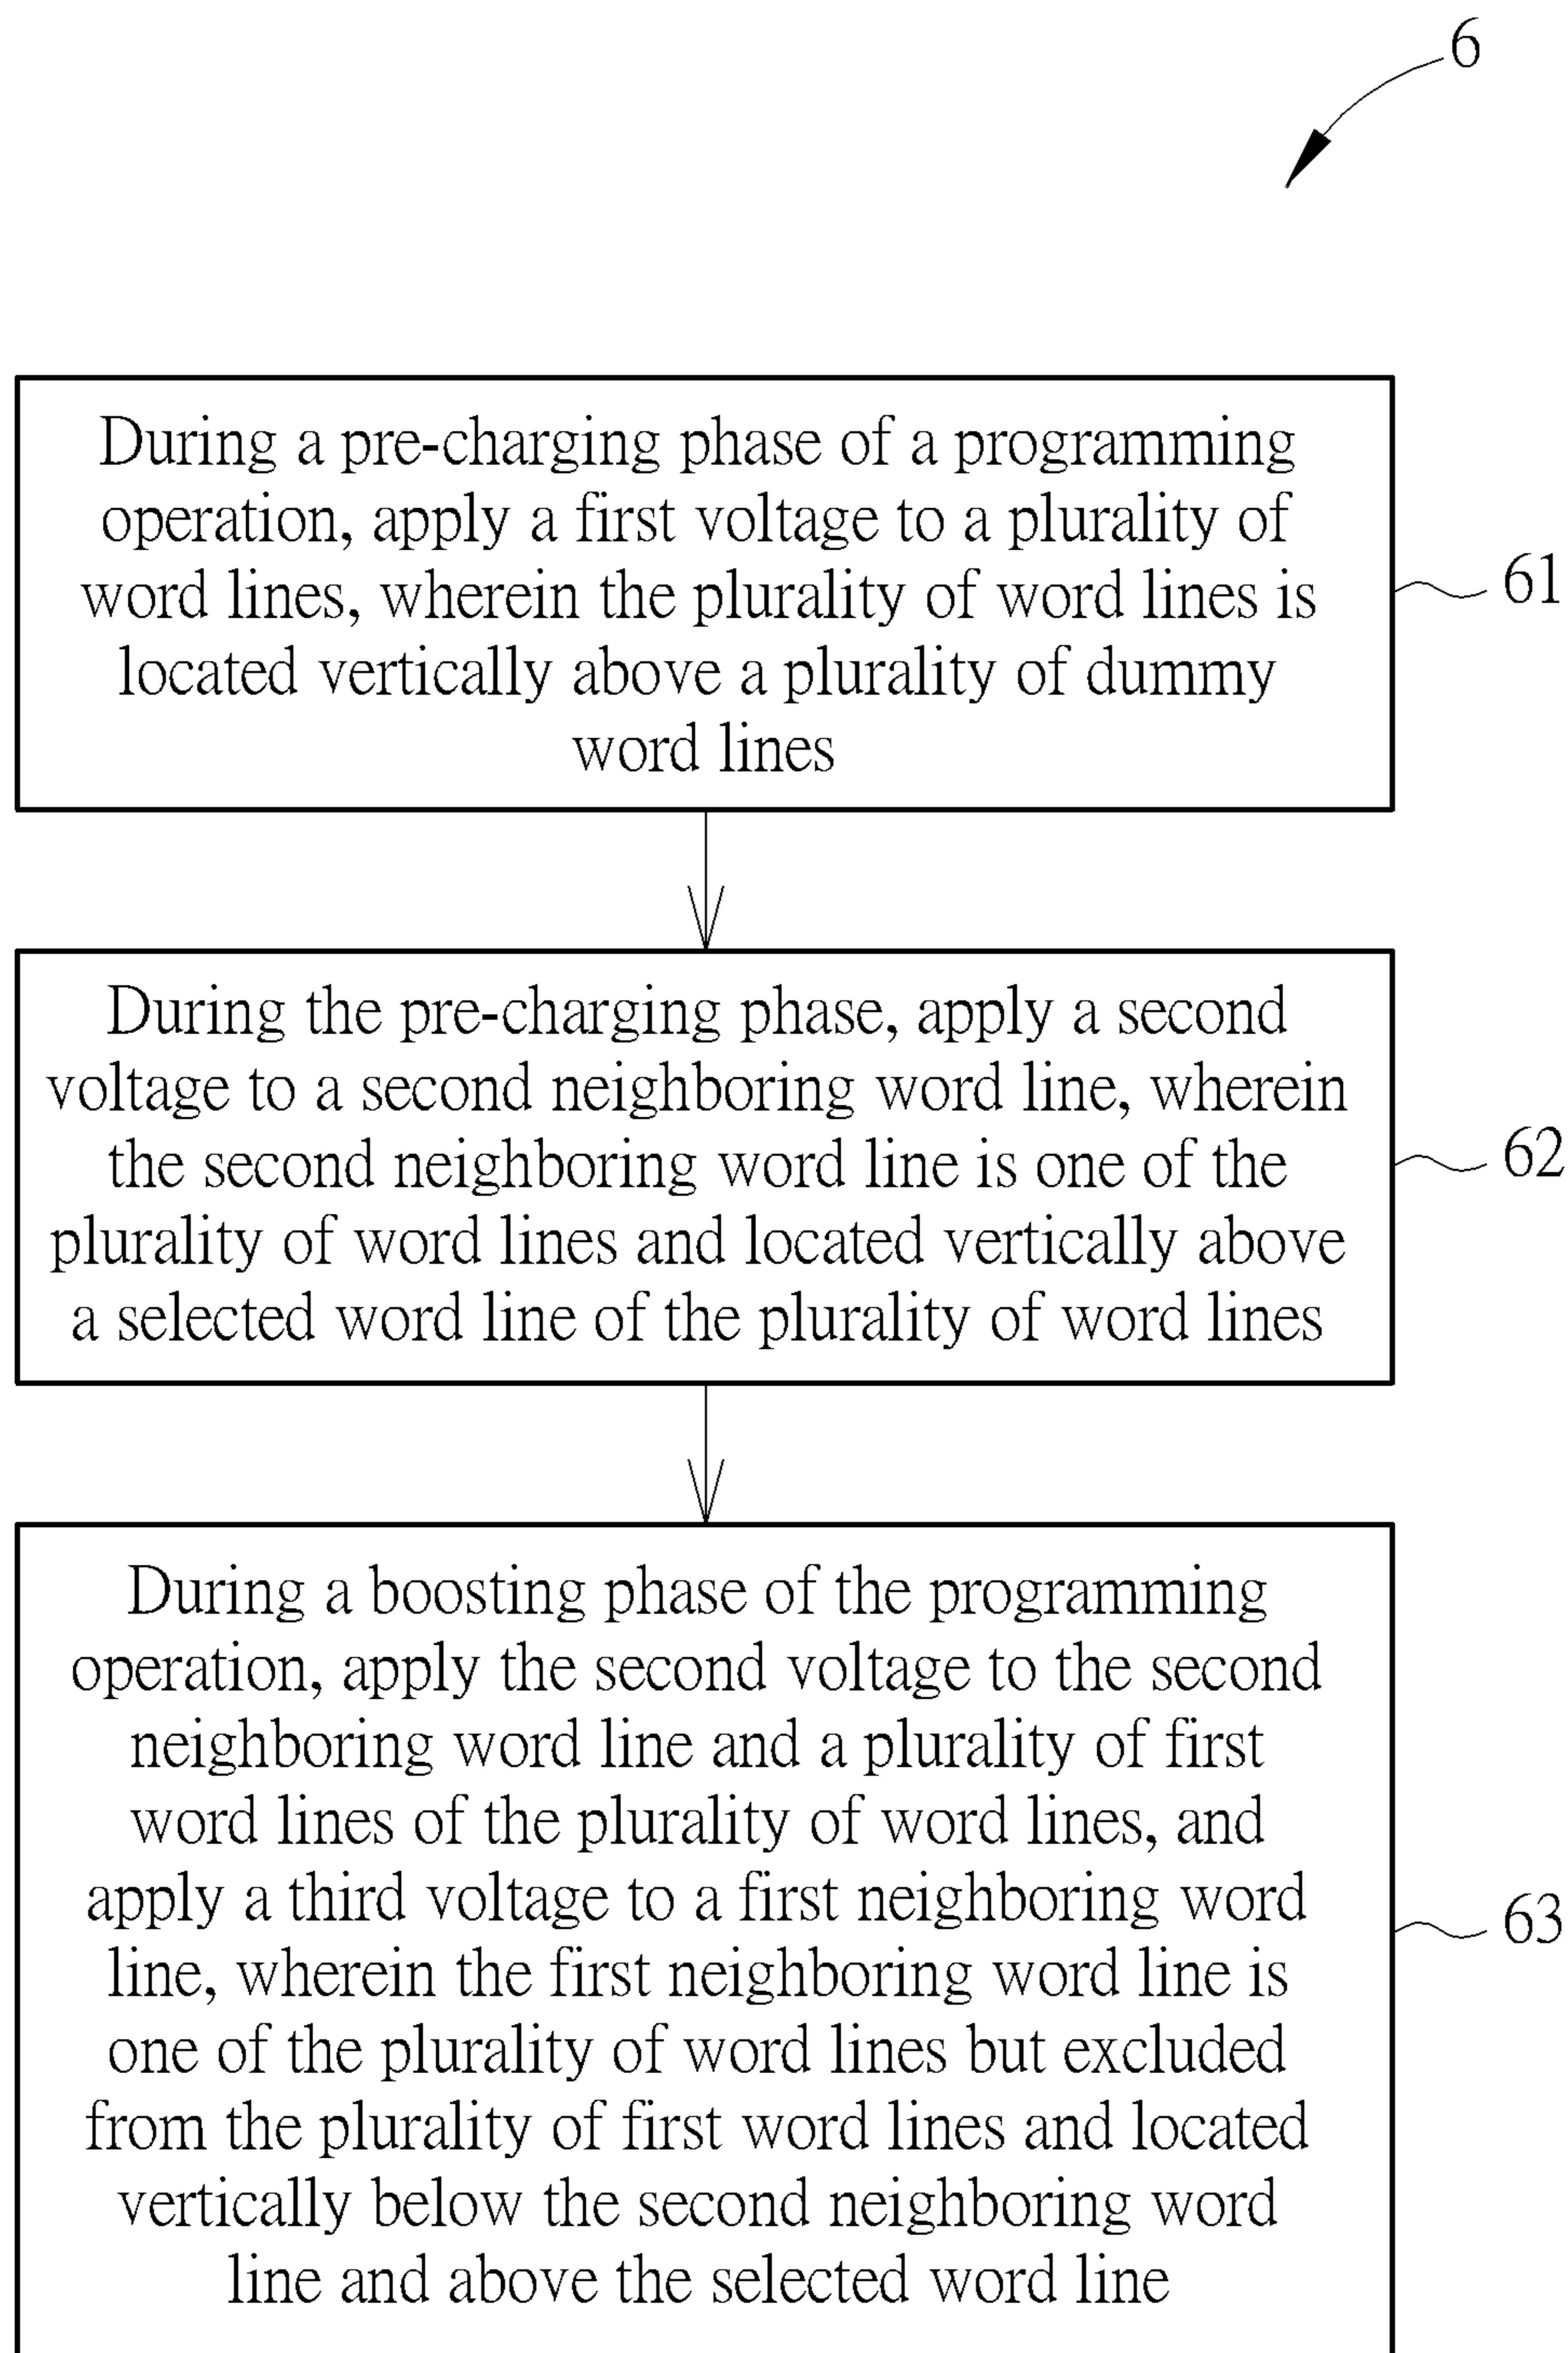 6
During a pre-charging phase of a programming
operation, apply a first voltage to a plurality of
word lines, wherein the plurality of word lines is
located vertically above a plurality of dummy
word lines
61
During the pre-charging phase, apply a second
voltage to a second neighboring word line, wherein
the second neighboring word line is one of the
plurality of word lines and located vertically above
a selected word line of the plurality of word lines
62
During a boosting phase of the programming
operation, apply the second voltage to the second
neighboring word line and a plurality of first
word lines of the plurality of word lines, and
apply a third voltage to a first neighboring word
line, wherein the first neighboring word line is
one of the plurality of word lines but excluded
from the plurality of first word lines and located
vertically below the second neighboring word
line and above the selected word line
63